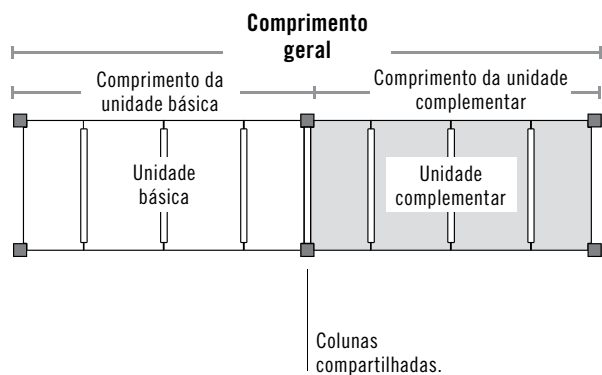 Comprimento
geral
Comprimento da
unidade básica
Comprimento da unidade
complementar
Unidade
básica
Unidade
complementar
Colunas
compartilhadas.